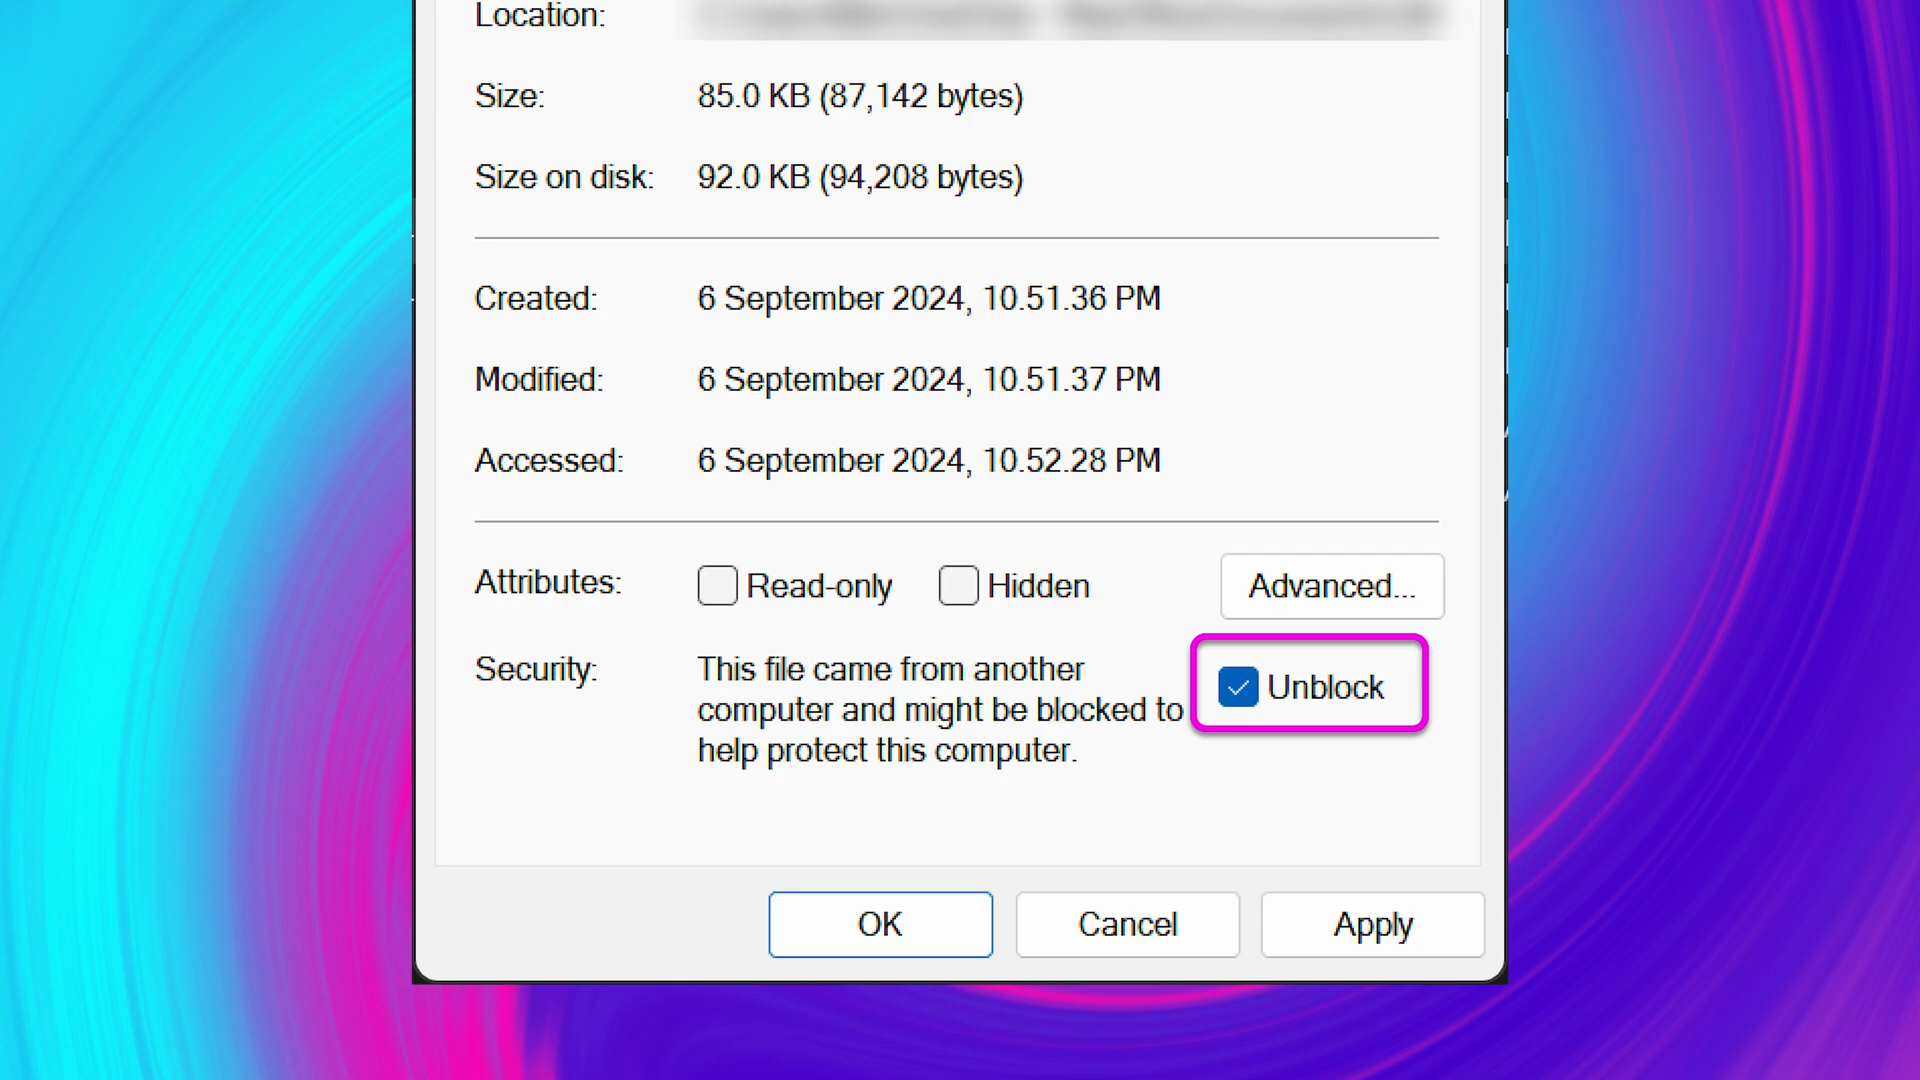 Location:
Size: 85.0 KB (87,142 bytes)
Size on disk: 92.0 KB (94,208 bytes)
Created: 6 September 2024, 10.51.36 PM
Modified: 6 September 2024, 10.51.37 PM
Accessed: 6 September 2024, 10.52.28 PM
Attributes: Read-only Hidden Advanced...
Security: This file came from another
computer and might be blocked to
help protect this computer.
Unblock
OK Cancel Apply